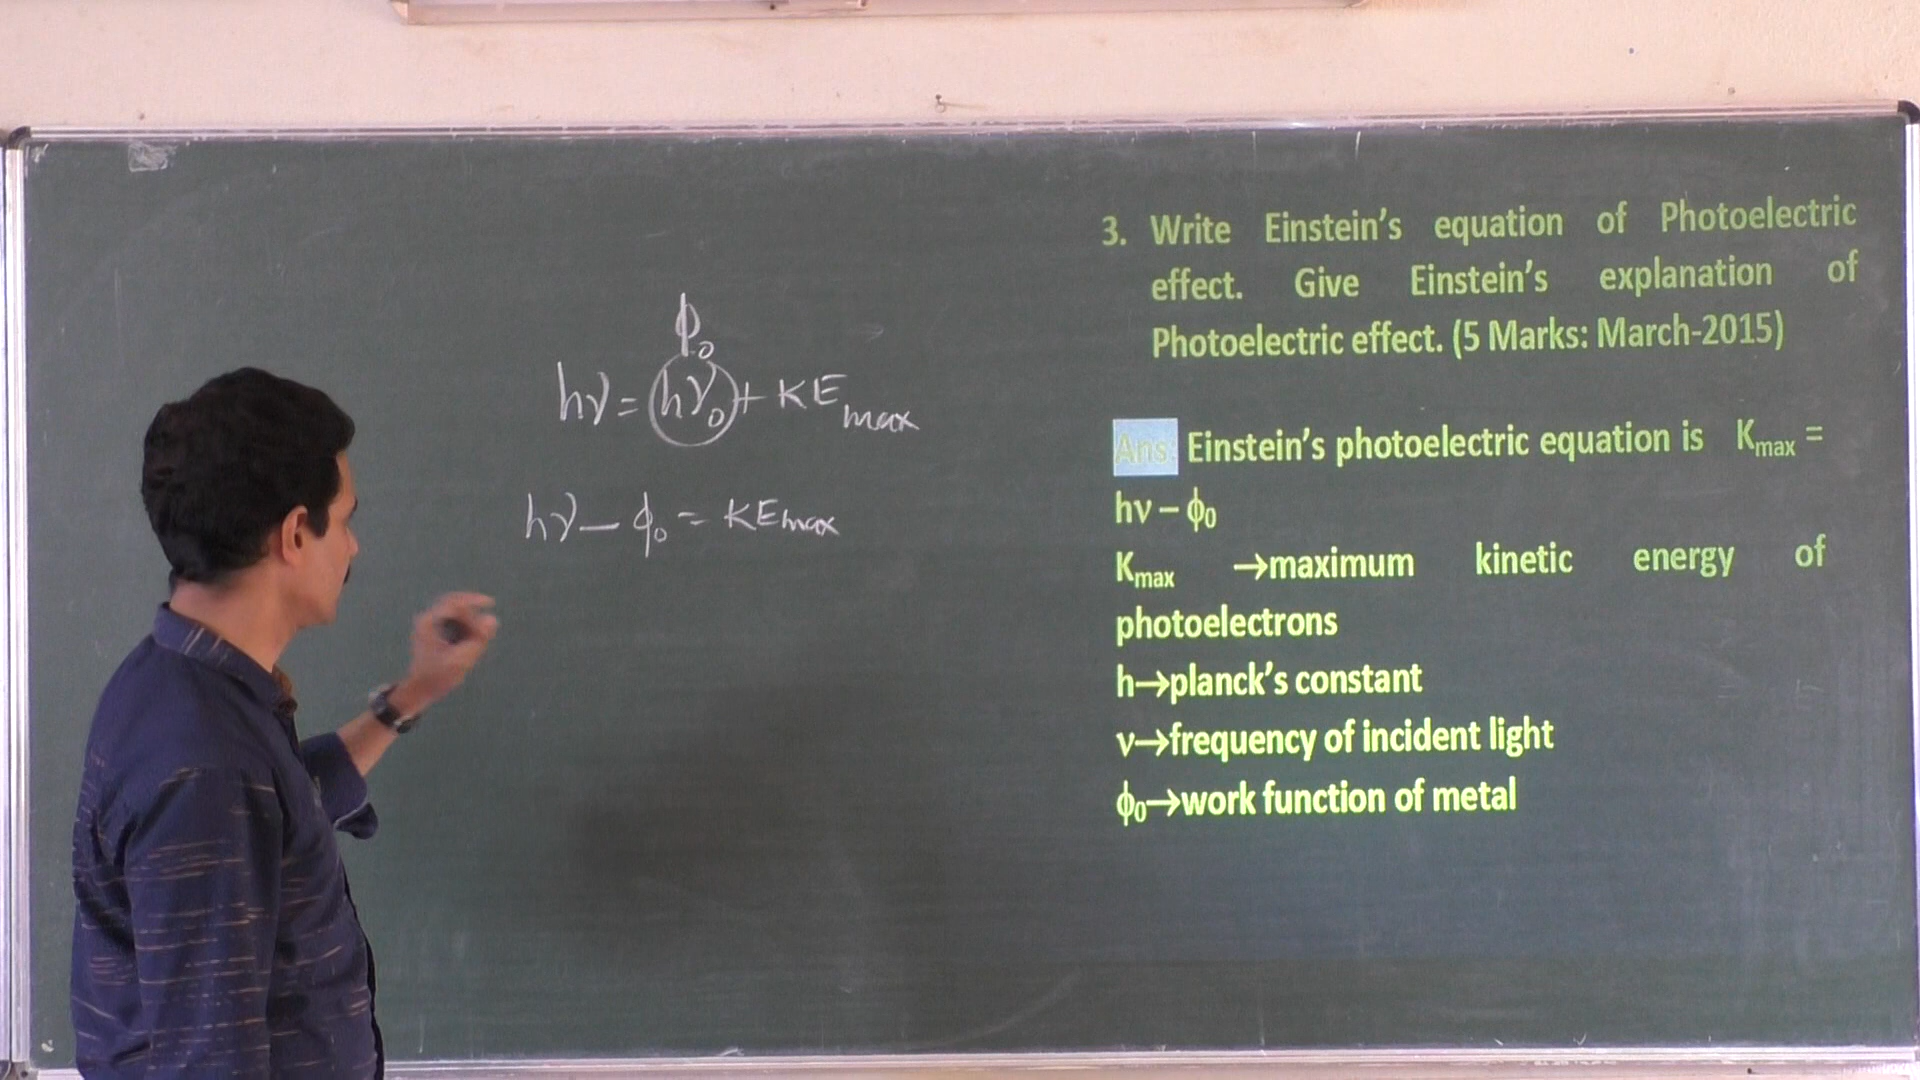 ϕ₀
hν = hν₀ + KE max
hν – ϕ₀ = KEmax
3. Write Einstein’s equation of Photoelectric
effect. Give Einstein’s explanation of
Photoelectric effect. (5 Marks: March-2015)
Ans: Einstein’s photoelectric equation is Kmax =
hν – ϕ₀
Kmax →maximum kinetic energy of
photoelectrons
h→planck’s constant
ν→frequency of incident light
ϕ₀→work function of metal